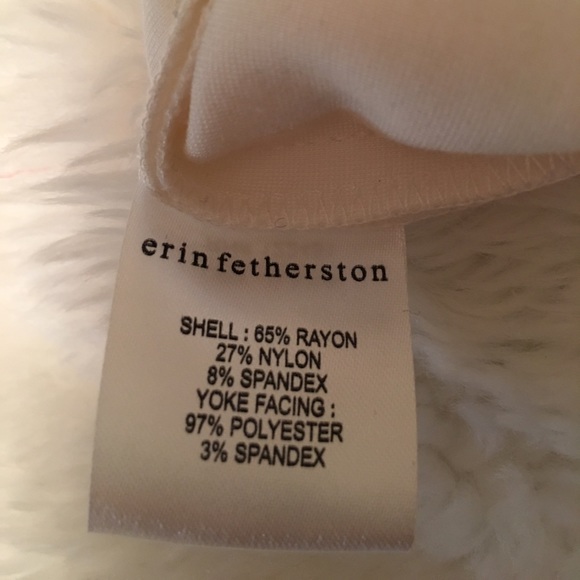 erin fetherston
SHELL : 65% RAYON
27% NYLON
8% SPANDEX
YOKE FACING :
97% POLYESTER
3% SPANDEX